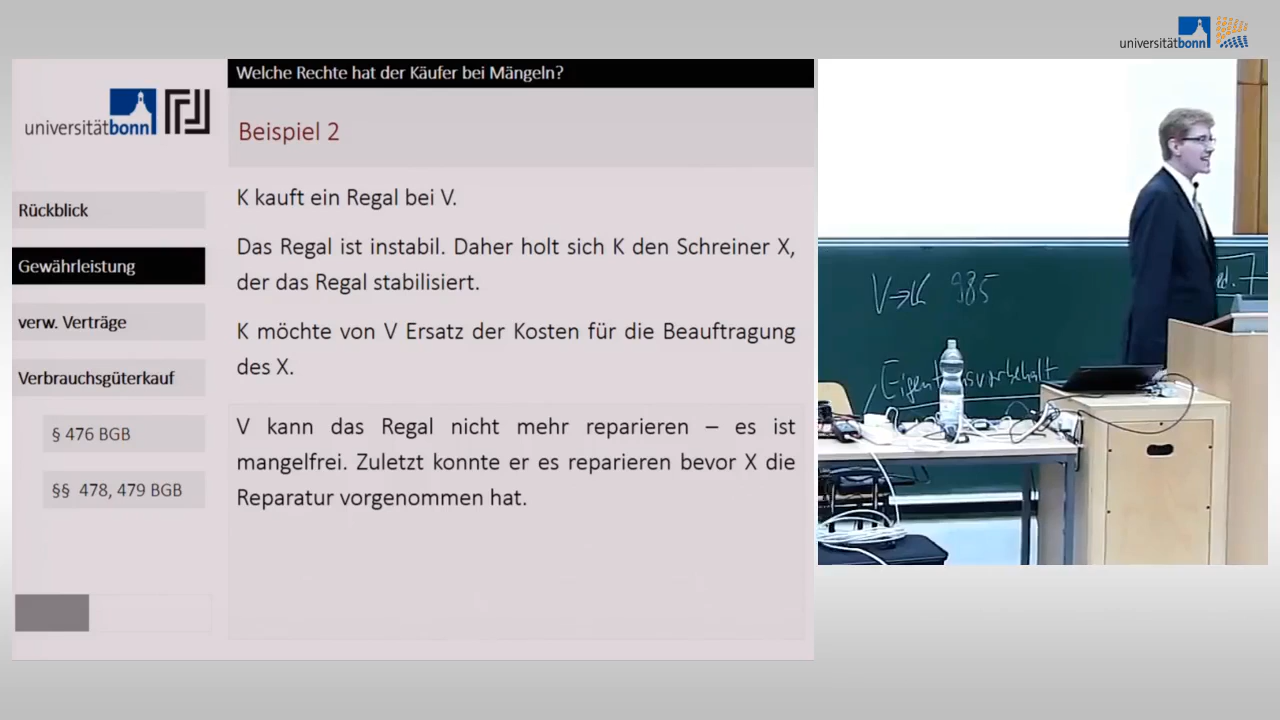 universitätbonn
Welche Rechte hat der Käufer bei Mängeln?
universitätbonn
Beispiel 2
Rückblick
Gewährleistung
verw. Verträge
Verbrauchsgüterkauf
§ 476 BGB
§§ 478, 479 BGB
K kauft ein Regal bei V.
Das Regal ist instabil. Daher holt sich K den Schreiner X,
der das Regal stabilisiert.
K möchte von V Ersatz der Kosten für die Beauftragung
des X.
V kann das Regal nicht mehr reparieren – es ist
mangelfrei. Zuletzt konnte er es reparieren bevor X die
Reparatur vorgenommen hat.
V→K 985
Eigentumsvorbehalt